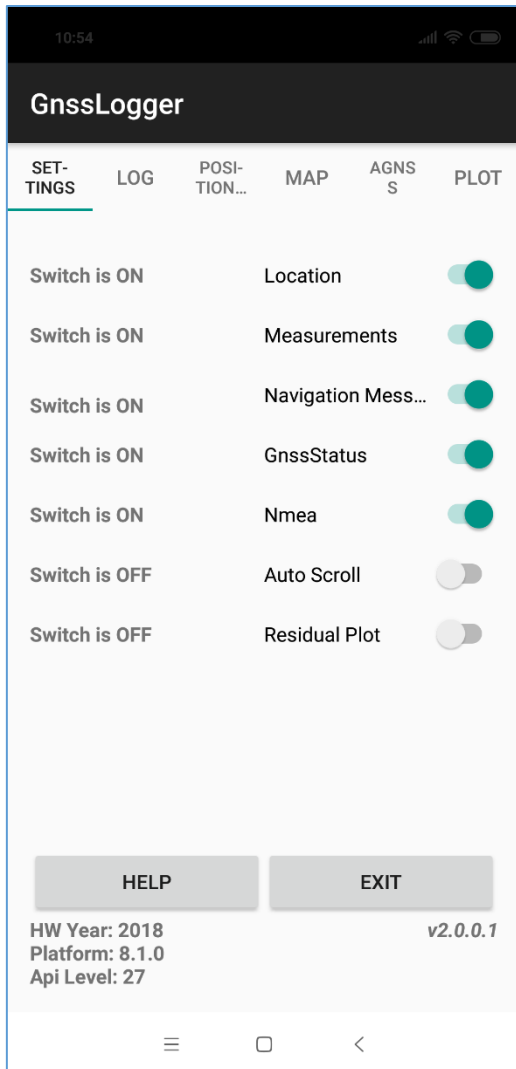 10:54
GnssLogger
SET-
TINGS
LOG
POSI-
TION...
MAP
AGNS
S
PLOT
Switch is ON Location
Switch is ON Measurements
Switch is ON Navigation Mess...
Switch is ON GnssStatus
Switch is ON Nmea
Switch is OFF Auto Scroll
Switch is OFF Residual Plot
HELP EXIT
HW Year: 2018 v2.0.0.1
Platform: 8.1.0
Api Level: 27